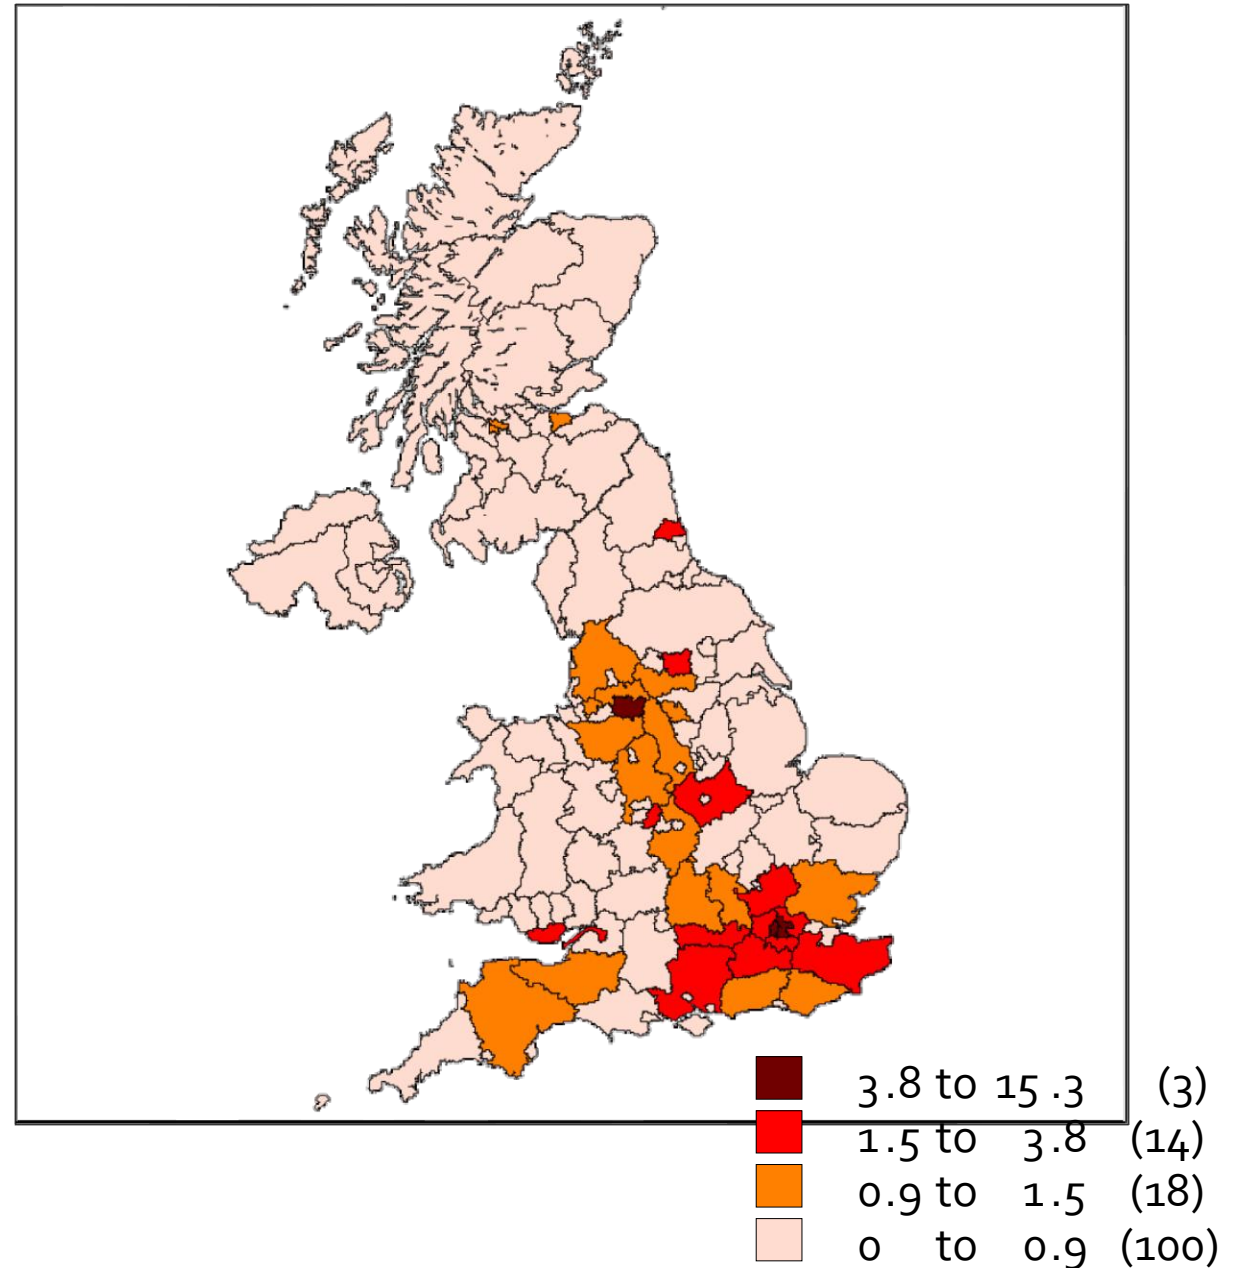 3.8 to 15.3 (3)
1.5 to 3.8 (14)
0.9 to 1.5 (18)
0 to 0.9 (100)